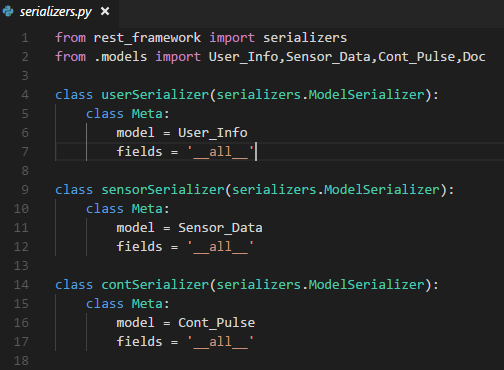 serializers.py ×
1 from rest_framework import serializers
2 from .models import User_Info,Sensor_Data,Cont_Pulse,Doc
3
4 class userSerializer(serializers.ModelSerializer):
5     class Meta:
6         model = User_Info
7         fields = '__all__'
8
9 class sensorSerializer(serializers.ModelSerializer):
10     class Meta:
11         model = Sensor_Data
12         fields = '__all__'
13
14 class contSerializer(serializers.ModelSerializer):
15     class Meta:
16         model = Cont_Pulse
17         fields = '__all__'
18